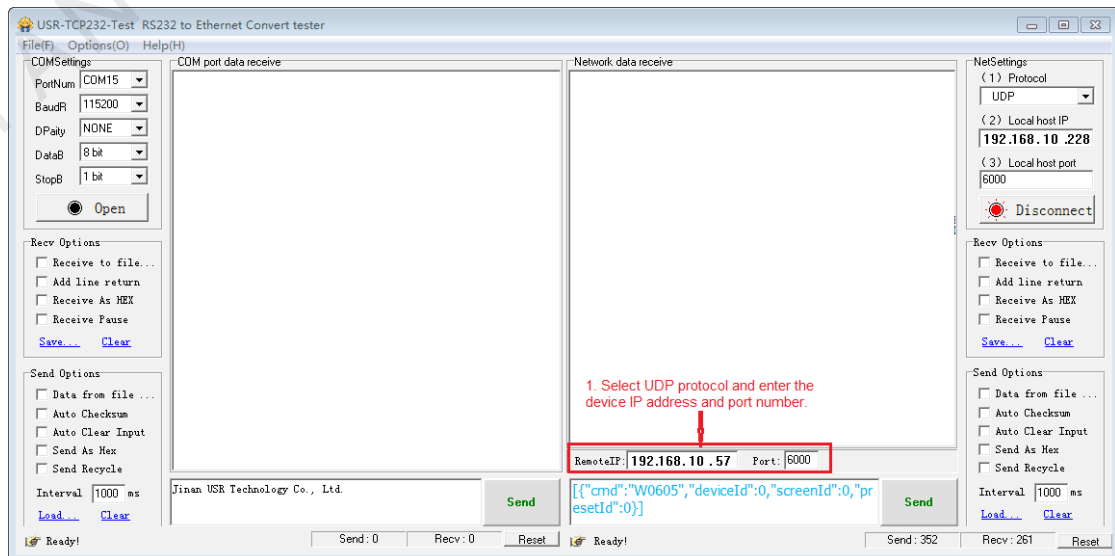 USR-TCP232-Test RS232 to Ethernet Convert tester
File(F) Options(O) Help(H)
COMSettings
PortNum COM15
BaudR 115200
DPaity NONE
DataB 8 bit
StopB 1 bit
Open
Recv Options
Receive to file...
Add line return
Receive As HEX
Receive Pause
Save... Clear
Send Options
Data from file ...
Auto Checksum
Auto Clear Input
Send As Hex
Send Recycle
Interval 1000 ms
Load... Clear
COM port data receive
Jinan USR Technology Co., Ltd.
Send
Network data receive
1. Select UDP protocol and enter the
device IP address and port number.
RemoteIP: 192.168.10.57 Port: 6000
[{"cmd":"W0605","deviceId":0,"screenId":0,"pr
esetId":0}]
Send
NetSettings
(1) Protocol
UDP
(2) Local host IP
192.168.10.228
(3) Local host port
6000
Disconnect
Recv Options
Receive to file...
Add line return
Receive As HEX
Receive Pause
Save... Clear
Send Options
Data from file ...
Auto Checksum
Auto Clear Input
Send As Hex
Send Recycle
Interval 1000 ms
Load... Clear
Ready! Send : 0 Recv : 0 Reset
Ready! Send : 352 Recv : 261 Reset